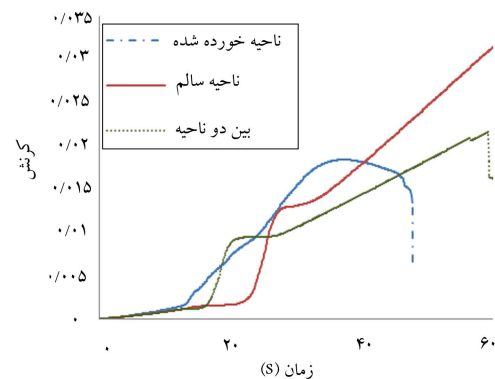 ۰/۰۳۵
۰/۰۳
۰/۰۲۵
۰/۰۲
۰/۰۱۵
۰/۰۱
۰/۰۰۵
۰
کرنش
ناحیه خورده شده
ناحیه سالم
بین دو ناحیه
۰ ۲۰ ۴۰ ۶۰
زمان (S)